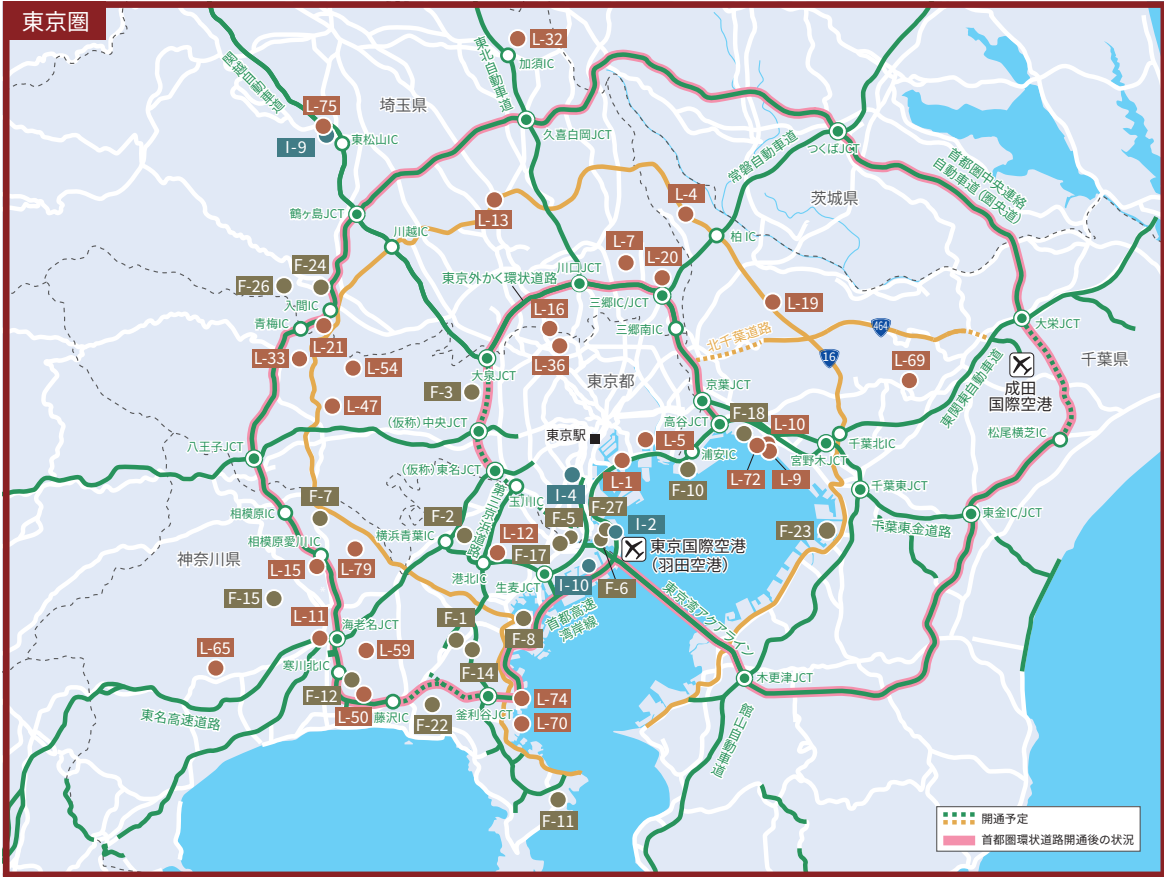 東京圏
L-32
加須IC
東北自動車道
関越自動車道
L-75
I-9
東松山IC
埼玉県
久喜白岡JCT
つくばJCT
常磐自動車道
首都圏中央連絡
自動車道（圏央道）
茨城県
L-13
L-4
鶴ヶ島JCT
川越IC
柏IC
L-7
L-20
川口JCT
東京外かく環状道路
三郷IC/JCT
三郷南IC
F-24
F-26
入間IC
青梅IC
L-21
L-33
L-54
L-16
L-36
L-19
北千葉道路
464
16
大栄JCT
千葉県
L-69
成田
国際空港
東関東自動車道
松尾横芝IC
大泉JCT
F-3
東京都
L-47
京葉JCT
F-18
高谷JCT
L-10
（仮称）中央JCT
東京駅
L-5
浦安IC
L-72
L-9
宮野木JCT
千葉北IC
八王子JCT
（仮称）東名JCT
L-1
F-10
千葉東JCT
玉川IC
I-4
F-7
F-27
相模原IC
第三京浜道路
F-2
F-5
I-2
F-23
千葉東金道路
東金IC/JCT
相模原愛川IC
横浜青葉IC
L-12
F-17
東京国際空港
（羽田空港）
神奈川県
L-15
L-79
港北IC
生麦JCT
I-10
F-6
F-15
首都高速
湾岸線
東京湾アクアライン
L-11
海老名JCT
F-1
F-8
L-65
L-59
寒川北IC
F-14
木更津JCT
F-12
L-50
藤沢IC
F-22
釜利谷JCT
L-74
L-70
東名高速道路
館山自動車道
F-11
開通予定
首都圏環状道路開通後の状況